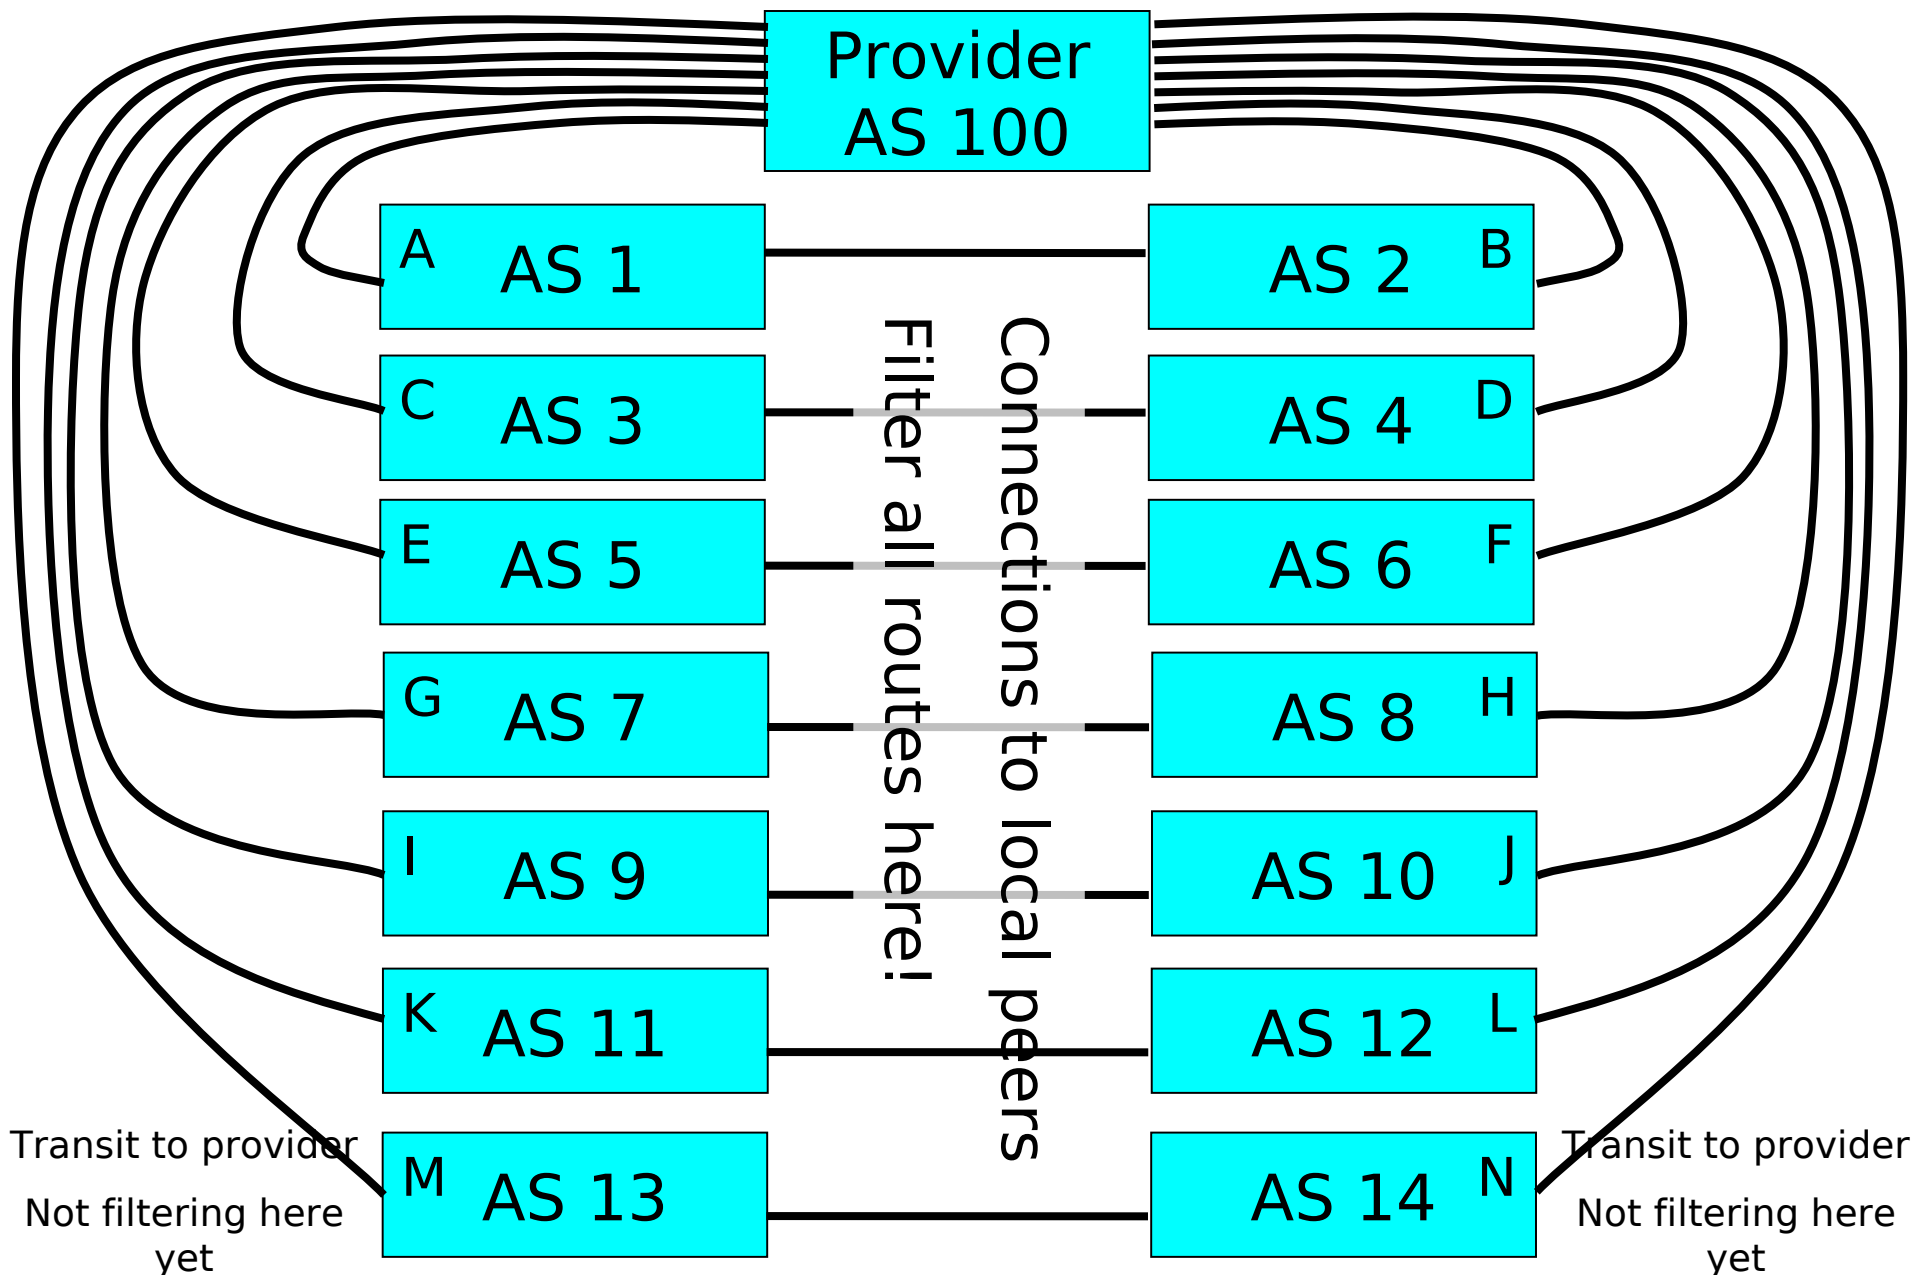 Provider
AS 100
A AS 1
AS 2 B
C AS 3
AS 4 D
E AS 5
AS 6 F
G AS 7
AS 8 H
I AS 9
AS 10 J
K AS 11
AS 12 L
M AS 13
AS 14 N
Connections to local peers
Filter all routes here!
Transit to provider
Not filtering here
yet
Transit to provider
Not filtering here
yet